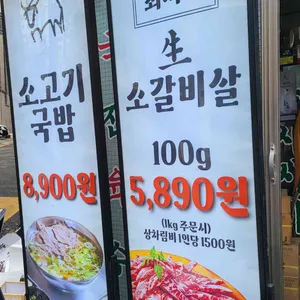 소고기
국밥
8,900원
生
소갈비살
100g
5,890원
(1kg 주문시)
상차림비 1인당 1500원